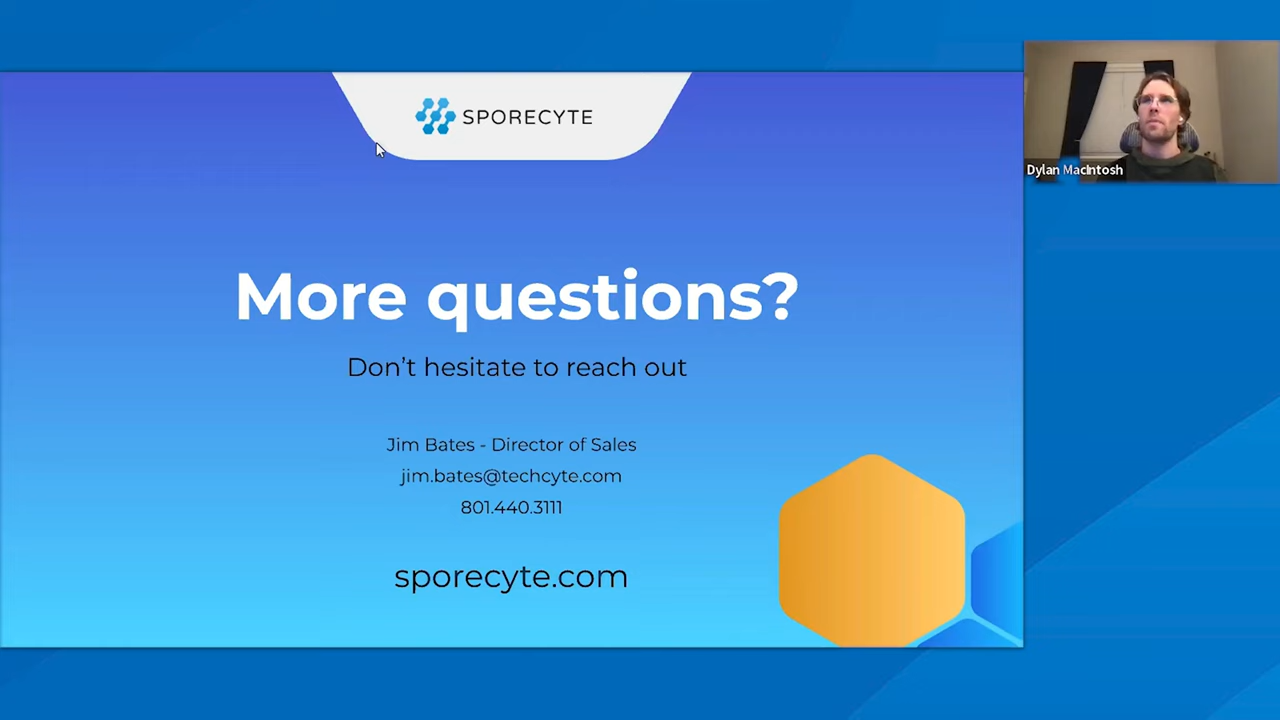 SPORECYTE
Dylan MacIntosh
More questions?
Don't hesitate to reach out
Jim Bates - Director of Sales
jim.bates@techcyte.com
801.440.3111
sporecyte.com